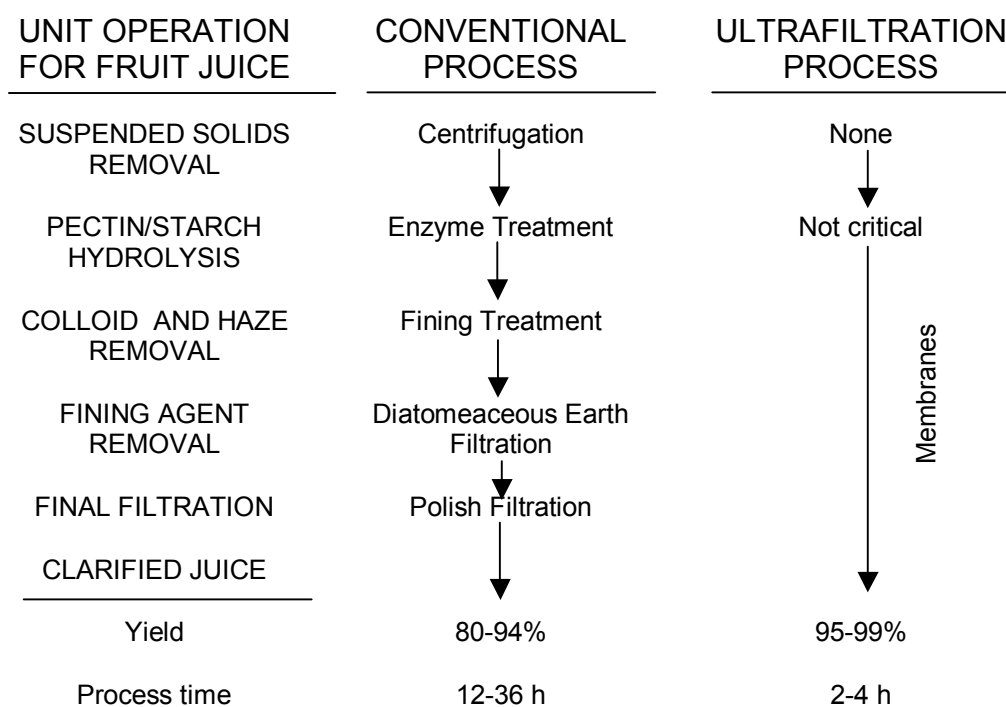 UNIT OPERATION
FOR FRUIT JUICE
CONVENTIONAL
PROCESS
ULTRAFILTRATION
PROCESS
SUSPENDED SOLIDS
REMOVAL
Centrifugation
None
PECTIN/STARCH
HYDROLYSIS
Enzyme Treatment
Not critical
COLLOID AND HAZE
REMOVAL
Fining Treatment
Membranes
FINING AGENT
REMOVAL
Diatomeaceous Earth
Filtration
FINAL FILTRATION
Polish Filtration
CLARIFIED JUICE
Yield
80-94%
95-99%
Process time
12-36 h
2-4 h